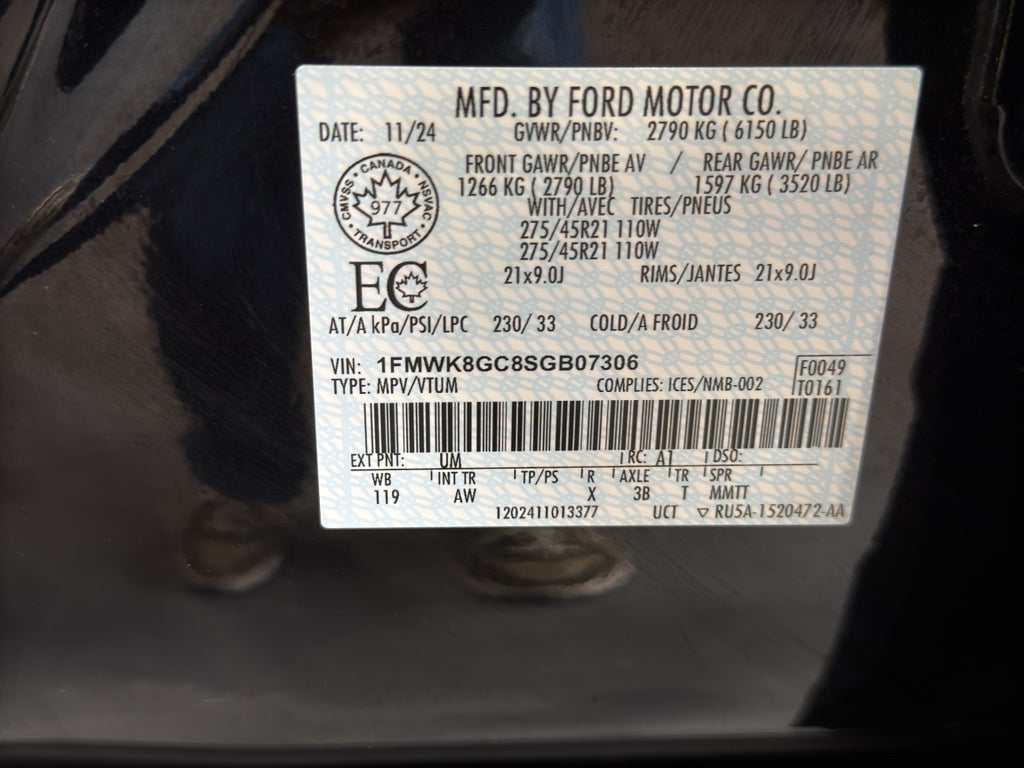 MFD. BY FORD MOTOR CO.
DATE: 11/24 GVWR/PNBV: 2790 KG ( 6150 LB)
FRONT GAWR/PNBE AV / REAR GAWR/ PNBE AR
1266 KG ( 2790 LB) 1597 KG ( 3520 LB)
WITH/AVEC TIRES/PNEUS
275/45R21 110W
275/45R21 110W
21x9.0J RIMS/JANTES 21x9.0J
CANADA
CMVSS 977 NSVAC
TRANSPORT
EC
AT/A kPa/PSI/LPC 230/ 33 COLD/A FROID 230/ 33
VIN: 1FMWK8GC8SGB07306 F0049
TYPE: MPV/VTUM COMPLIES: ICES/NMB-002 T0161
EXT PNT: UM RC: A1 DSO:
WB INT TR TP/PS R AXLE TR SPR
119 AW X 3B T MMTT
1202411013377 UCT ▽ RU5A-1520472-AA